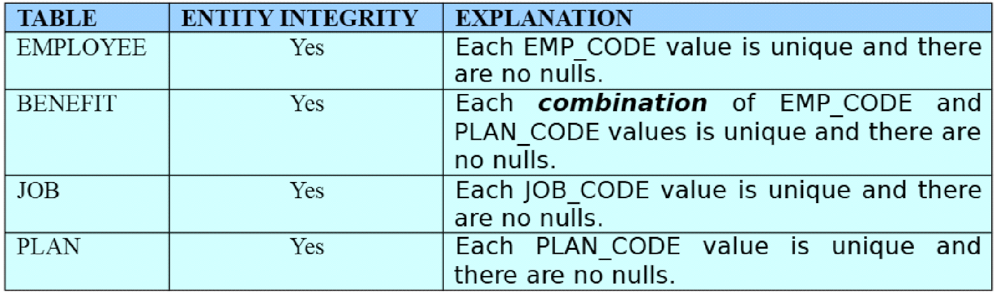 TABLE ENTITY INTEGRITY EXPLANATION
EMPLOYEE Yes Each EMP_CODE value is unique and there
are no nulls.
BENEFIT Yes Each combination of EMP_CODE and
PLAN_CODE values is unique and there are
no nulls.
JOB Yes Each JOB_CODE value is unique and there
are no nulls.
PLAN Yes Each PLAN_CODE value is unique and
there are no nulls.